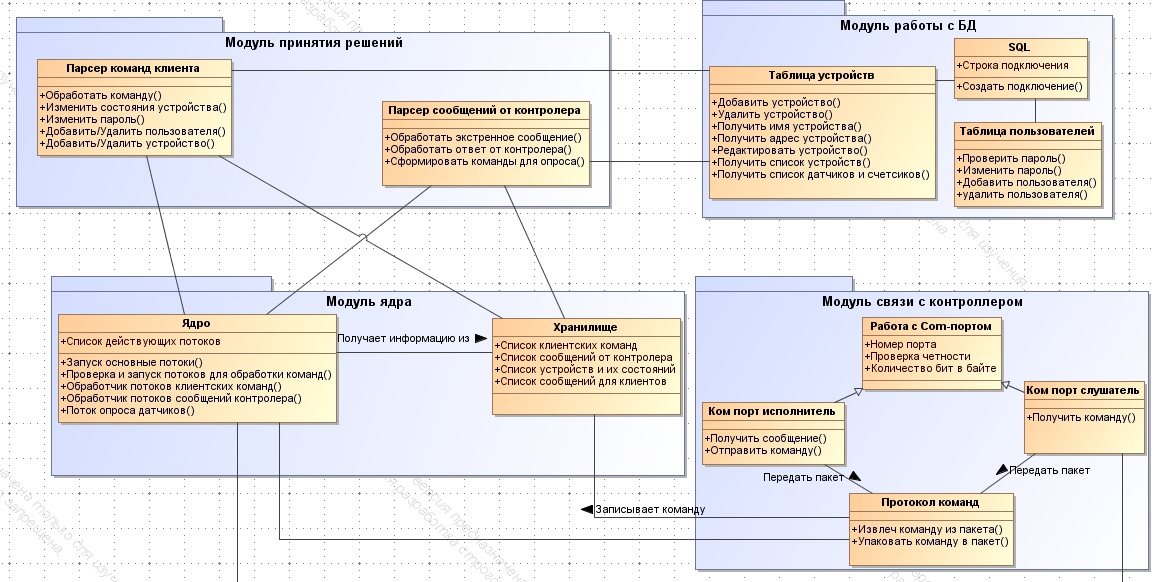 Модуль принятия решений
Парсер команд клиента
+Обработать команду()
+Изменить состояния устройства()
+Изменить пароль()
+Добавить/Удалить пользователя()
+Добавить/Удалить устройство()
Парсер сообщений от контролера
+Обработать экстренное сообщение()
+Обработать ответ от контролера()
+Сформировать команды для опроса()
Модуль работы с БД
Таблица устройств
+Добавить устройство()
+Удалить устройство()
+Получить имя устройства()
+Получить адрес устройства()
+Редактировать устройство()
+Получить список устройств()
+Получить список датчиков и счетсиков()
SQL
+Строка подключения
+Создать подключение()
Таблица пользователей
+Проверить пароль()
+Изменить пароль()
+Добавить пользователя()
+удалить пользователя()
Модуль ядра
Ядро
+Список действующих потоков
+Запуск основные потоки()
+Проверка и запуск потоков для обработки команд()
+Обработчик потоков клиентских команд()
+Обработчик потоков сообщений контролера()
+Поток опроса датчиков()
Получает информацию из
Хранилище
+Список клиентских команд
+Список сообщений от контролера
+Список устройств и их состояний
+Список сообщений для клиентов
Модуль связи с контроллером
Работа с Com-портом
+Номер порта
+Проверка четности
+Количество бит в байте
Ком порт исполнитель
+Получить сообщение()
+Отправить команду()
Ком порт слушатель
+Получить команду()
Передать пакет
Передать пакет
Протокол команд
+Извлеч команду из пакета()
+Упаковать команду в пакет()
Записывает команду